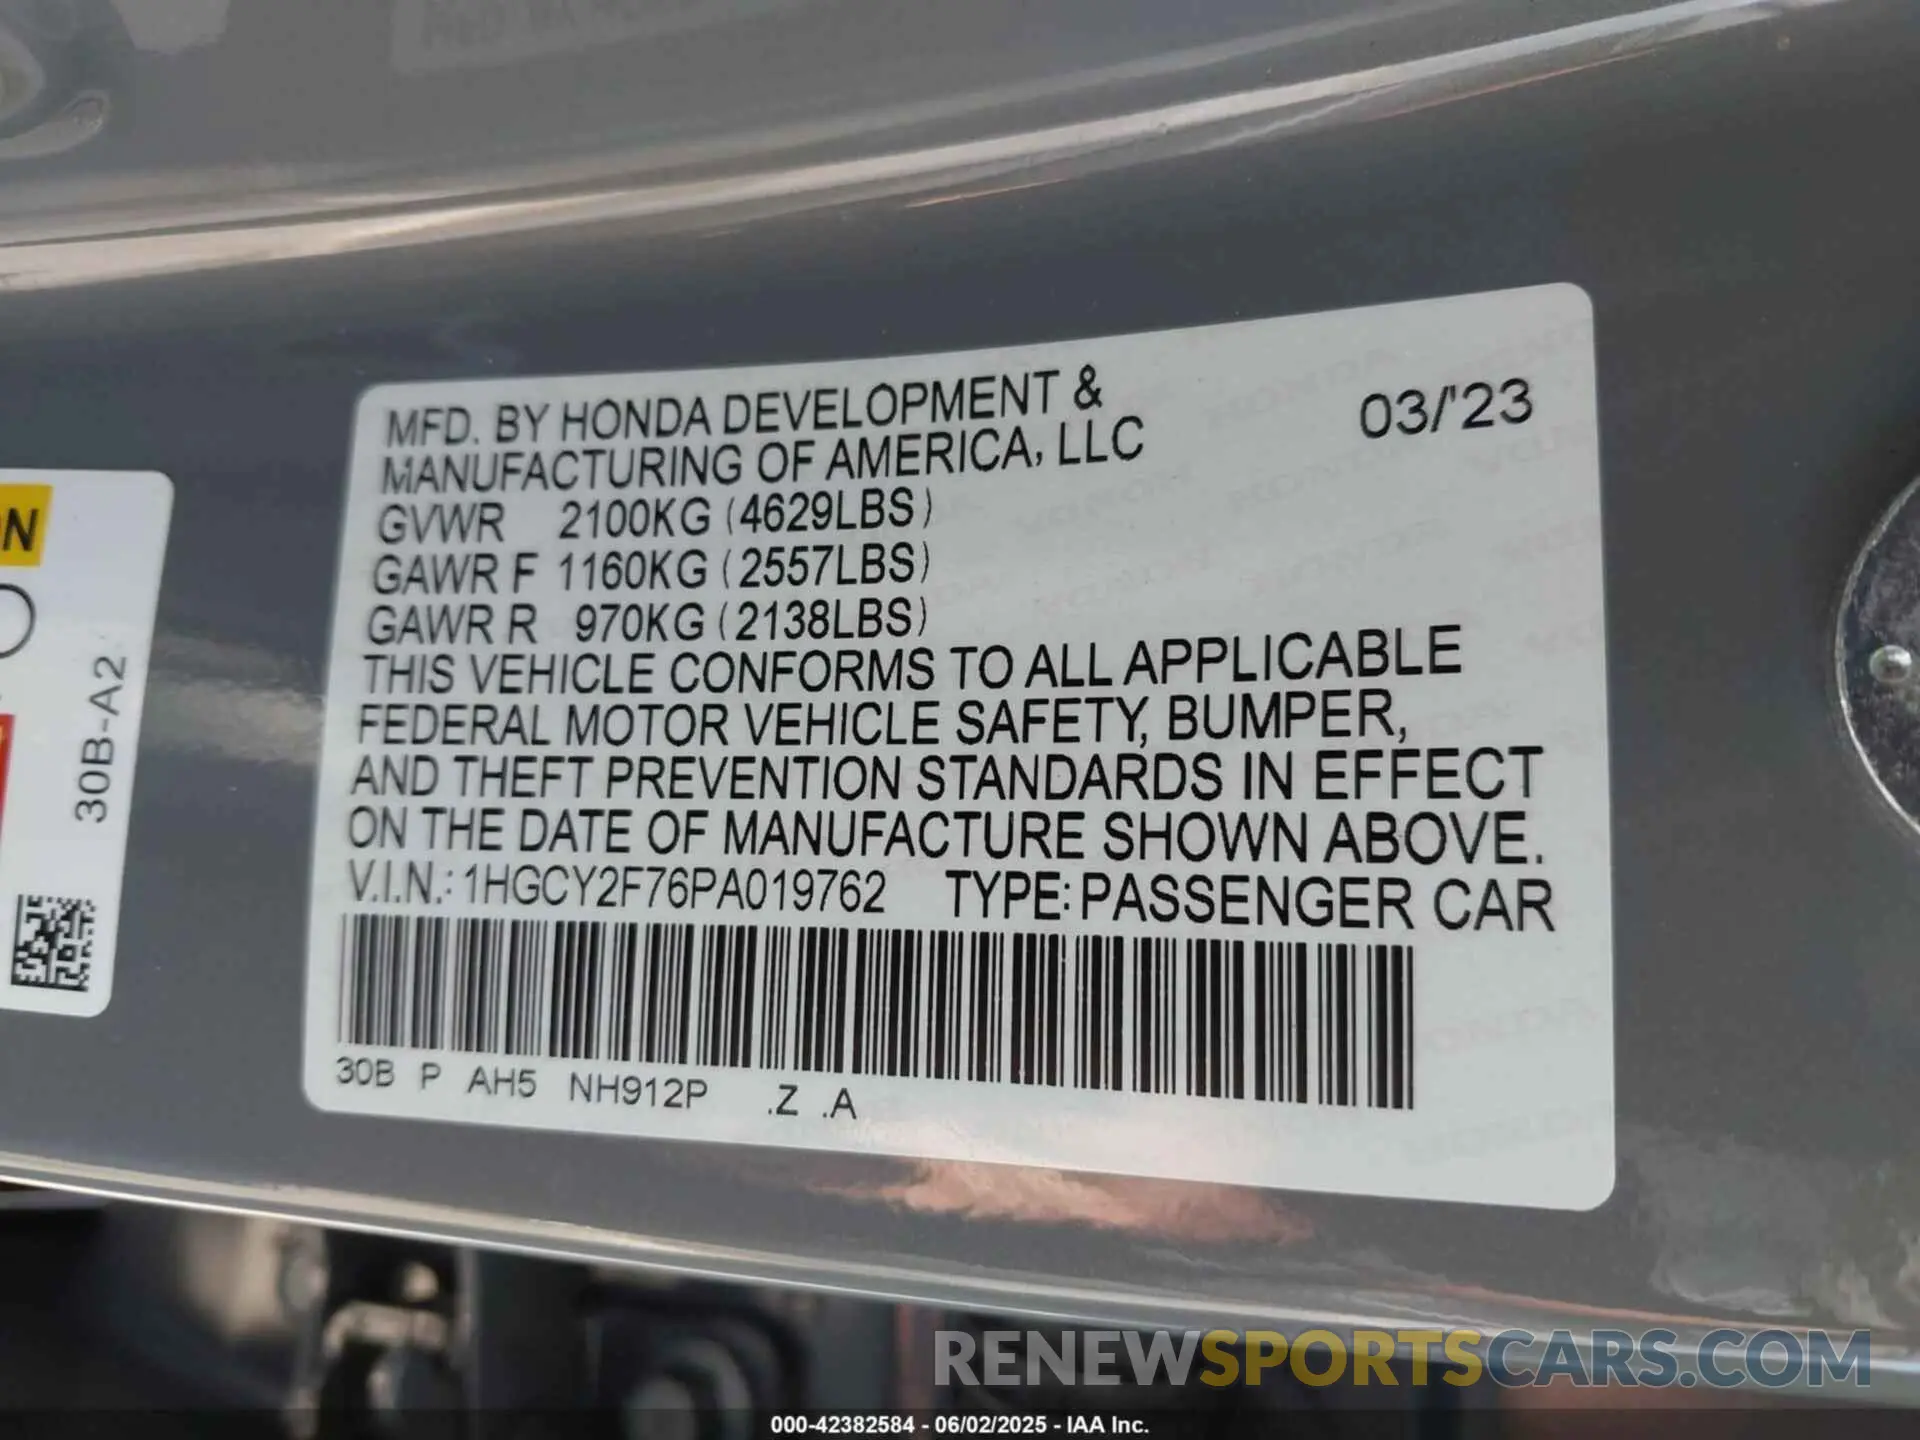 MFD. BY HONDA DEVELOPMENT &
MANUFACTURING OF AMERICA, LLC
03/'23
GVWR 2100KG (4629LBS)
GAWR F 1160KG (2557LBS)
GAWR R 970KG (2138LBS)
THIS VEHICLE CONFORMS TO ALL APPLICABLE
FEDERAL MOTOR VEHICLE SAFETY, BUMPER,
AND THEFT PREVENTION STANDARDS IN EFFECT
ON THE DATE OF MANUFACTURE SHOWN ABOVE.
V.I.N.: 1HGCY2F76PA019762 TYPE: PASSENGER CAR
30B P AH5 NH912P .Z .A
30B-A2
RENEWSPORTSCARS.COM
000-42382584 - 06/02/2025 - IAA Inc.